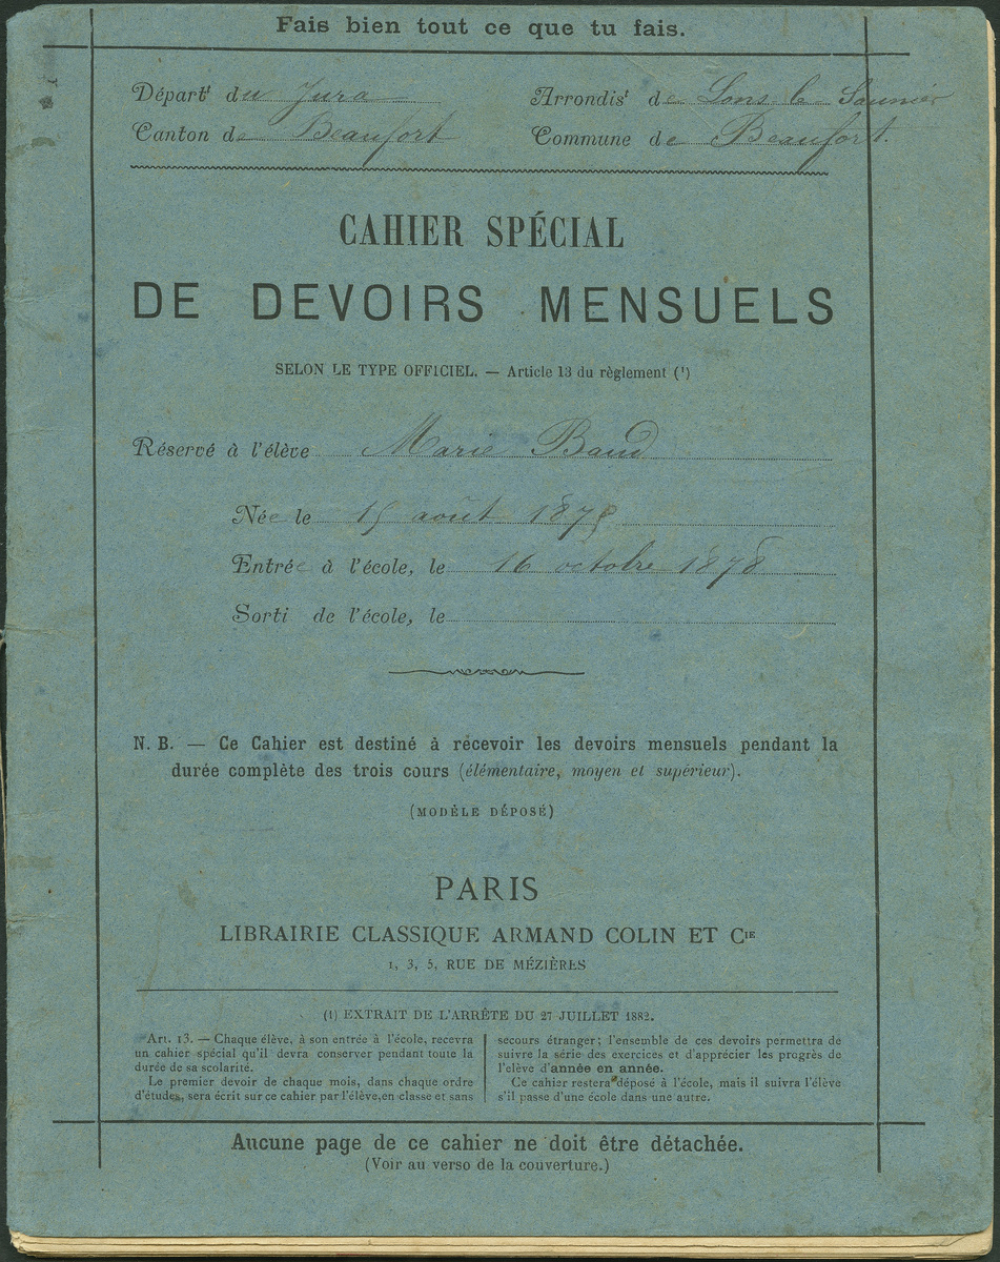 Fais bien tout ce que tu fais.
Départt du Jura Arrondist de Lons le Saunier
Canton de Beaufort Commune de Beaufort.
CAHIER SPÉCIAL
DE DEVOIRS MENSUELS
SELON LE TYPE OFFICIEL. — Article 13 du règlement (1)
Réservé à l'élève Marie Baud
Née le 15 août 1875
Entrée à l'école, le 16 octobre 1878
Sorti de l'école, le
N. B. — Ce Cahier est destiné à recevoir les devoirs mensuels pendant la
durée complète des trois cours (élémentaire, moyen et supérieur).
(MODÈLE DÉPOSÉ)
PARIS
LIBRAIRIE CLASSIQUE ARMAND COLIN ET CIE
1, 3, 5, RUE DE MÉZIÈRES
(1) EXTRAIT DE L'ARRÊTÉ DU 27 JUILLET 1882.
Art. 13. — Chaque élève, à son entrée à l'école, recevra
un cahier spécial qu'il devra conserver pendant toute la
durée de sa scolarité.
Le premier devoir de chaque mois, dans chaque ordre
d'études, sera écrit sur ce cahier par l'élève, en classe et sans
secours étranger; l'ensemble de ces devoirs permettra de
suivre la série des exercices et d'apprécier les progrès de
l'elève d'année en année.
Ce cahier restera déposé à l'école, mais il suivra l'élève
s'il passe d'une école dans une autre.
Aucune page de ce cahier ne doit être détachée.
(Voir au verso de la couverture.)